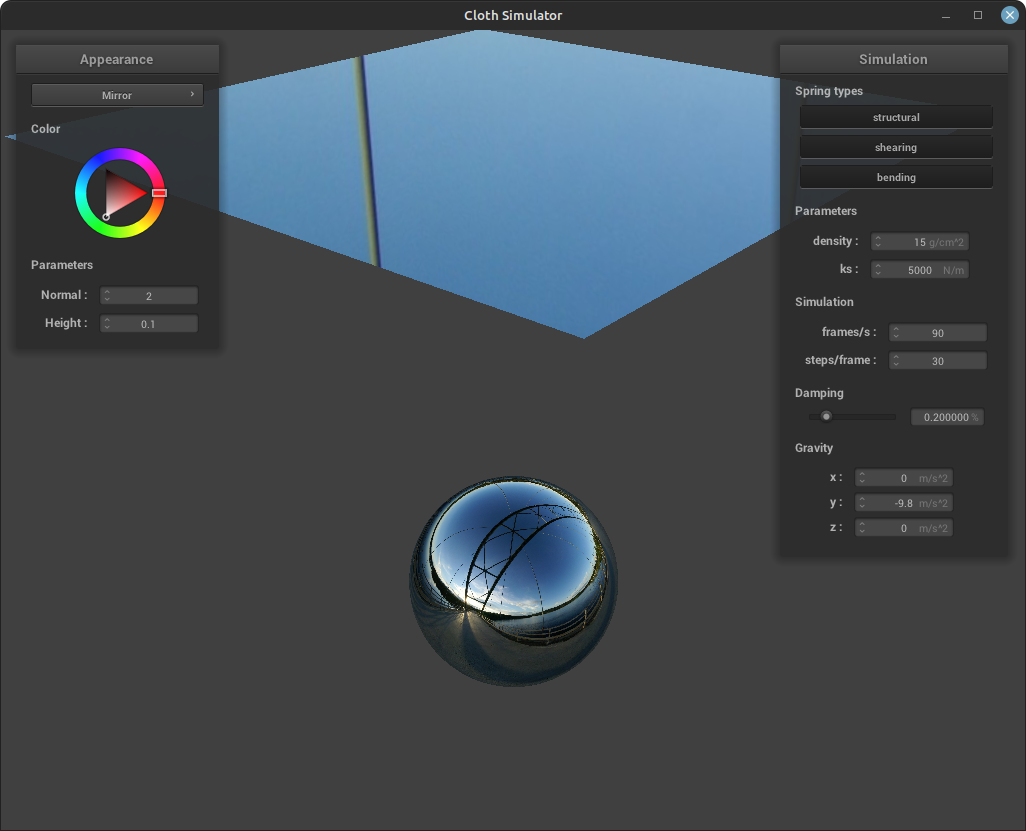 Cloth Simulator
Appearance
Mirror
Color
Parameters
Normal : 2
Height : 0.1
Simulation
Spring types
structural
shearing
bending
Parameters
density : 15 g/cm^2
ks : 5000 N/m
Simulation
frames/s : 90
steps/frame : 30
Damping
0.200000 %
Gravity
x : 0 m/s^2
y : -9.8 m/s^2
z : 0 m/s^2